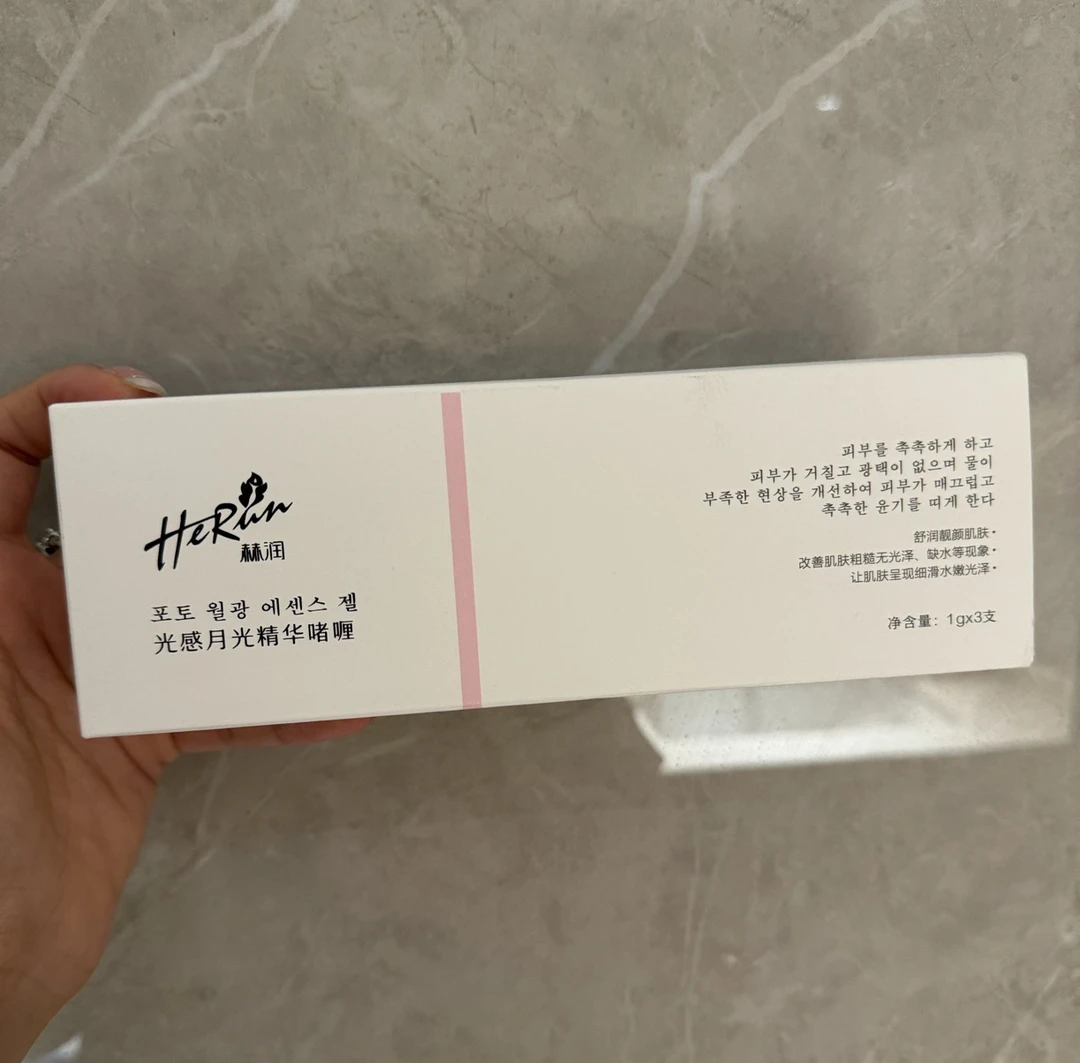 HeRun
赫润
포토 월광 에센스 젤
光感月光精华啫喱
피부를 촉촉하게 하고
피부가 거칠고 광택이 없으며 물이
부족한 현상을 개선하여 피부가 매끄럽고
촉촉한 윤기를 띠게 한다
舒润靓颜肌肤•
改善肌肤粗糙无光泽、缺水等现象•
让肌肤呈现细滑水嫩光泽•
净含量：1gx3支